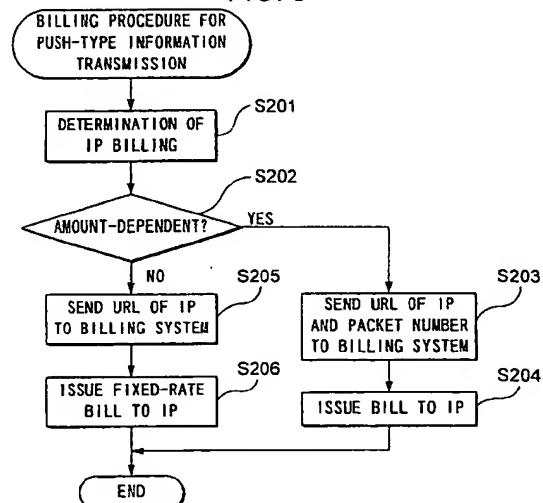 BILLING PROCEDURE FOR
PUSH-TYPE INFORMATION
TRANSMISSION
S201
DETERMINATION OF
IP BILLING
S202
AMOUNT-DEPENDENT?
YES
NO
S205
SEND URL OF IP
TO BILLING SYSTEM
S203
SEND URL OF IP
AND PACKET NUMBER
TO BILLING SYSTEM
S206
ISSUE FIXED-RATE
BILL TO IP
S204
ISSUE BILL TO IP
END